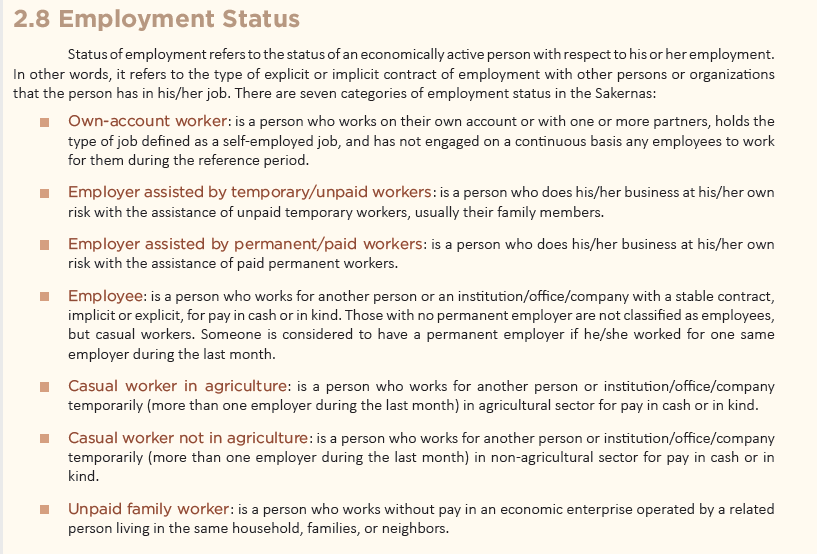 2.8 Employment Status
Status of employment refers to the status of an economically active person with respect to his or her employment.
In other words, it refers to the type of explicit or implicit contract of employment with other persons or organizations
that the person has in his/her job. There are seven categories of employment status in the Sakernas:
Own-account worker: is a person who works on their own account or with one or more partners, holds the
type of job defined as a self-employed job, and has not engaged on a continuous basis any employees to work
for them during the reference period.
Employer assisted by temporary/unpaid workers: is a person who does his/her business at his/her own
risk with the assistance of unpaid temporary workers, usually their family members.
Employer assisted by permanent/paid workers: is a person who does his/her business at his/her own
risk with the assistance of paid permanent workers.
Employee: is a person who works for another person or an institution/office/company with a stable contract,
implicit or explicit, for pay in cash or in kind. Those with no permanent employer are not classified as employees,
but casual workers. Someone is considered to have a permanent employer if he/she worked for one same
employer during the last month.
Casual worker in agriculture: is a person who works for another person or institution/office/company
temporarily (more than one employer during the last month) in agricultural sector for pay in cash or in kind.
Casual worker not in agriculture: is a person who works for another person or institution/office/company
temporarily (more than one employer during the last month) in non-agricultural sector for pay in cash or in
kind.
Unpaid family worker: is a person who works without pay in an economic enterprise operated by a related
person living in the same household, families, or neighbors.